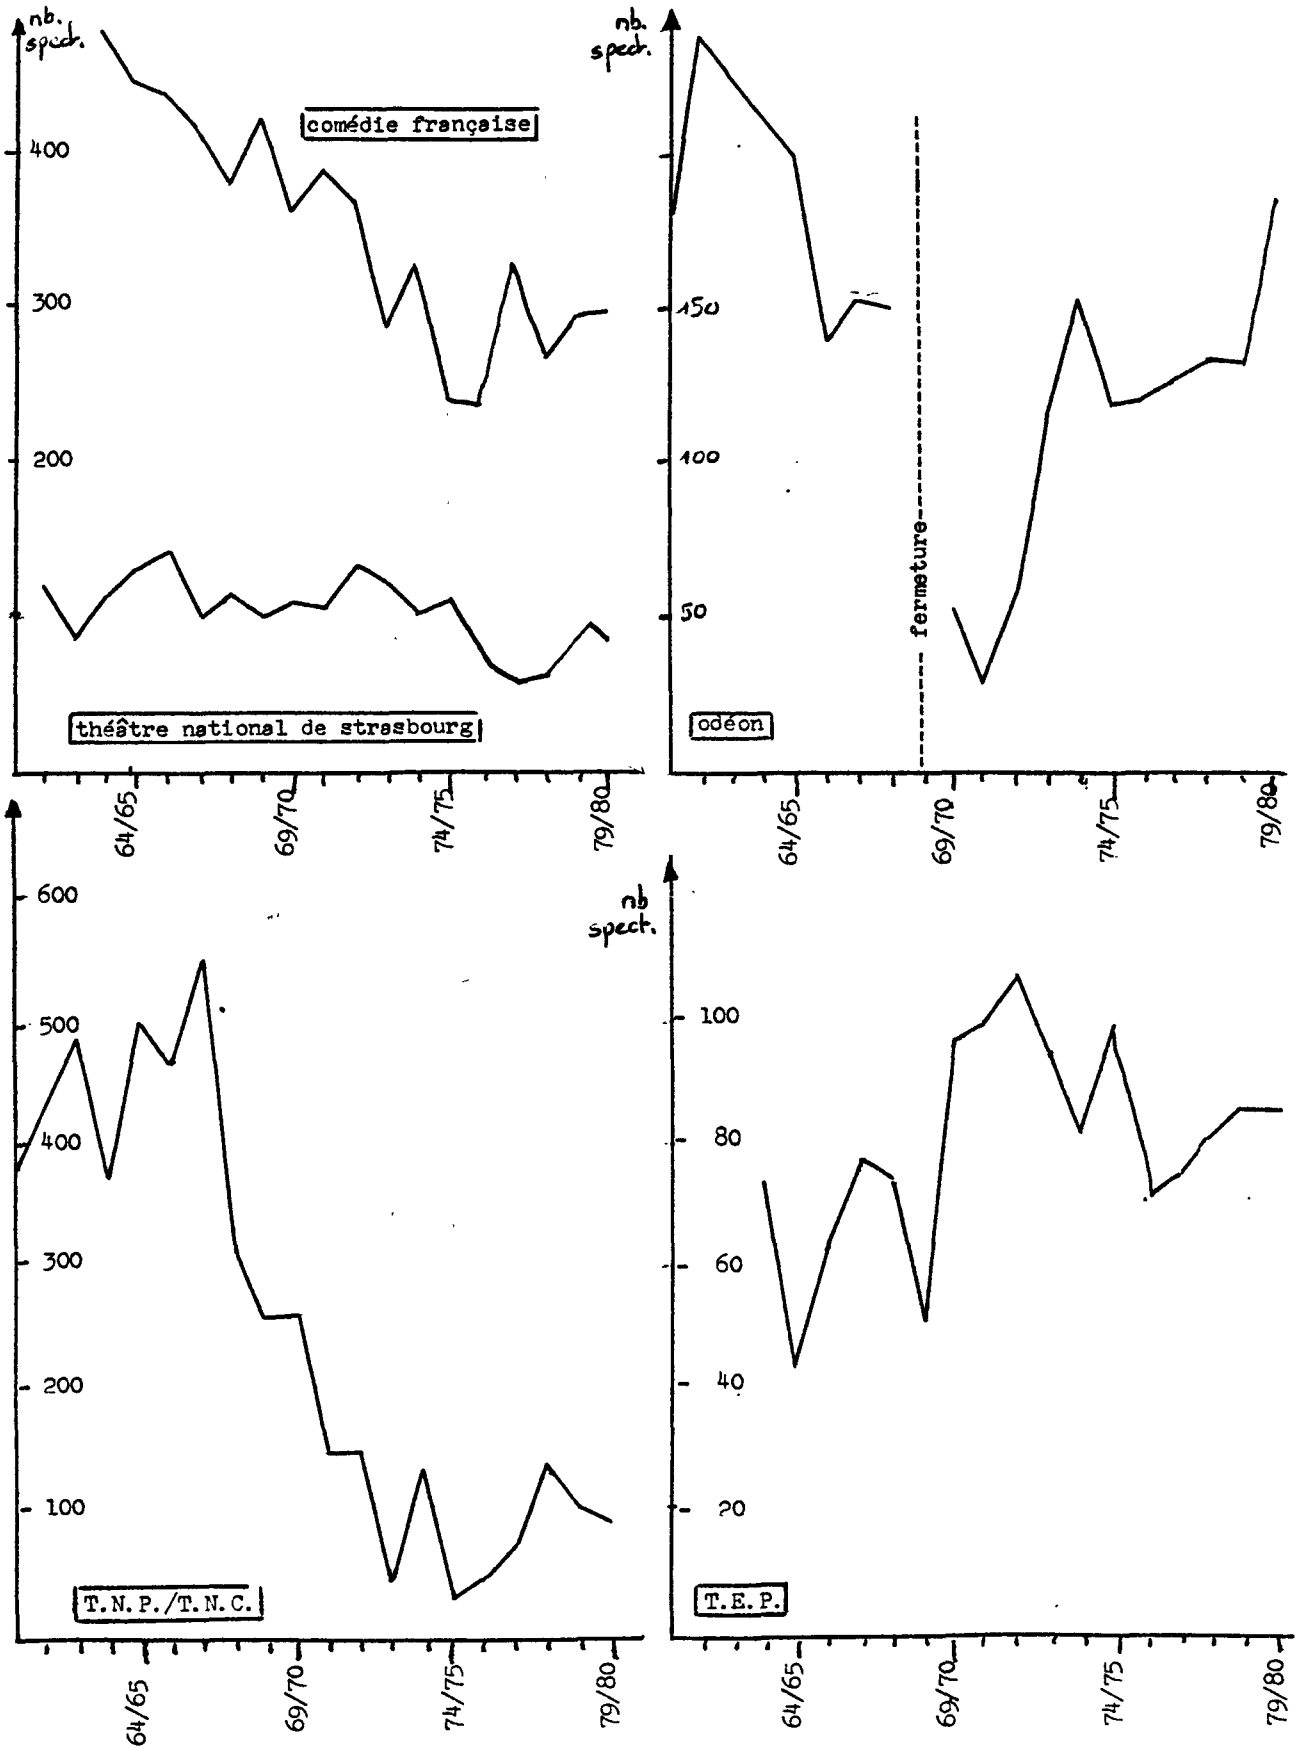 nb.
spect.
comédie française
400
300
200
théâtre national de strasbourg
64/65
69/70
74/75
79/80
nb.
spect.
150
100
50
fermeture
odéon
64/65
69/70
74/75
79/80
600
500
400
300
200
100
T.N.P./T.N.C.
64/65
69/70
74/75
79/80
nb
spect.
100
80
60
40
20
T.E.P.
64/65
69/70
74/75
79/80